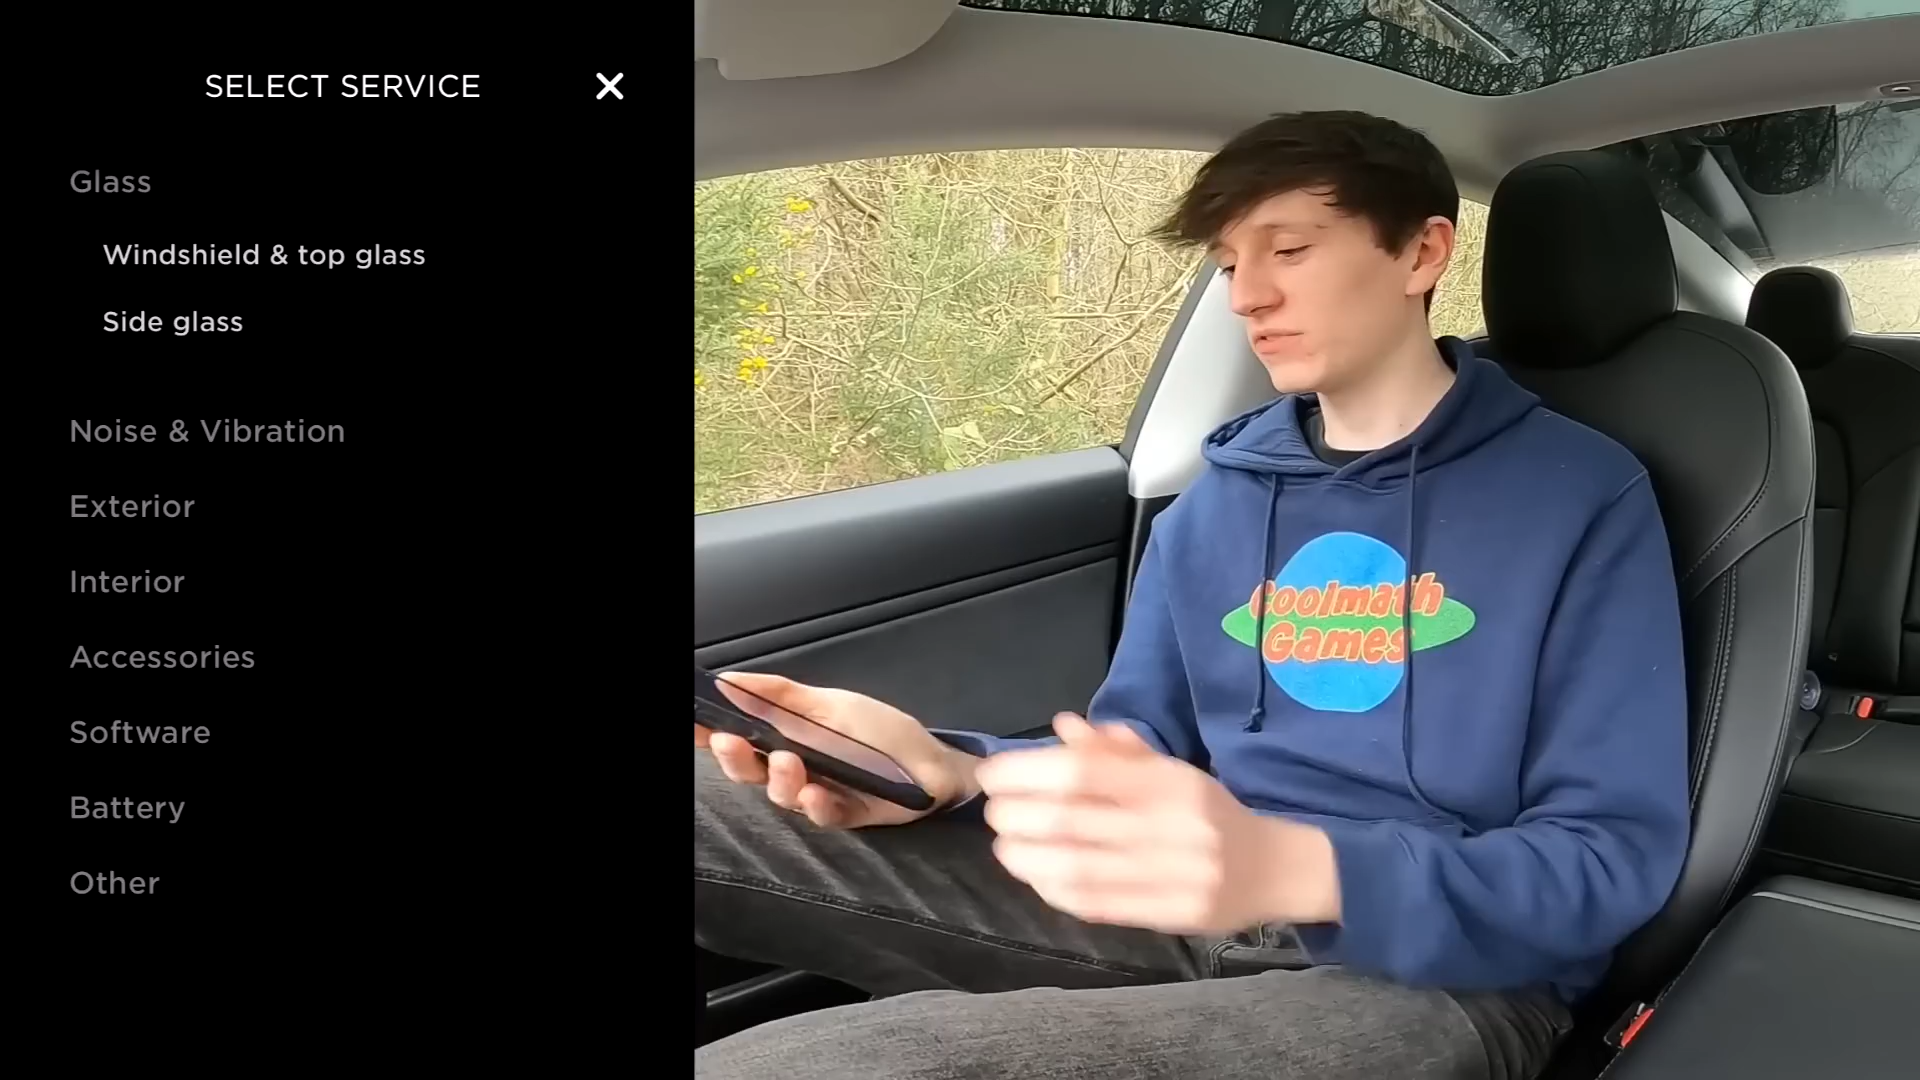 SELECT SERVICE
Glass
Windshield & top glass
Side glass
Noise & Vibration
Exterior
Interior
Accessories
Software
Battery
Other
Coolmath
Games